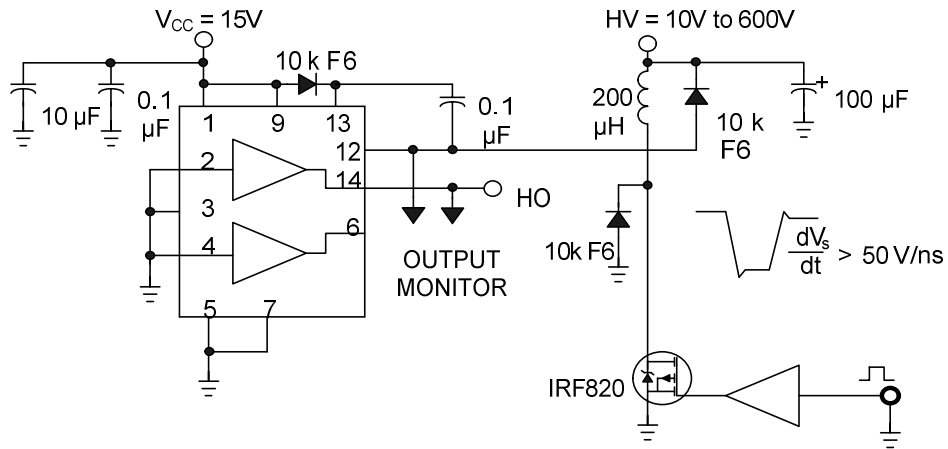 V_CC = 15V
HV = 10V to 600V
10 k F6
10 µF
0.1
µF
0.1
µF
200
µH
10 k
F6
100 µF
+
1
9
13
12
2
14
3
4
6
5
7
HO
OUTPUT
MONITOR
10k F6
dV_s
dt
> 50 V/ns
IRF820